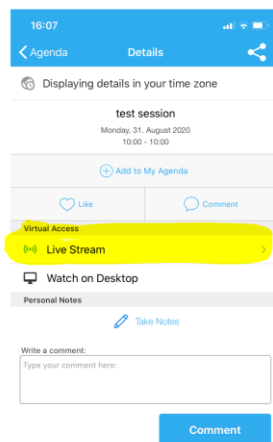 16:07
Agenda Details
Displaying details in your time zone
test session
Monday, 31. August 2020
10:00 - 10:00
Add to My Agenda
Like Comment
Virtual Access
Live Stream
Watch on Desktop
Personal Notes
Take Notes
Write a comment:
Type your comment here:
Comment